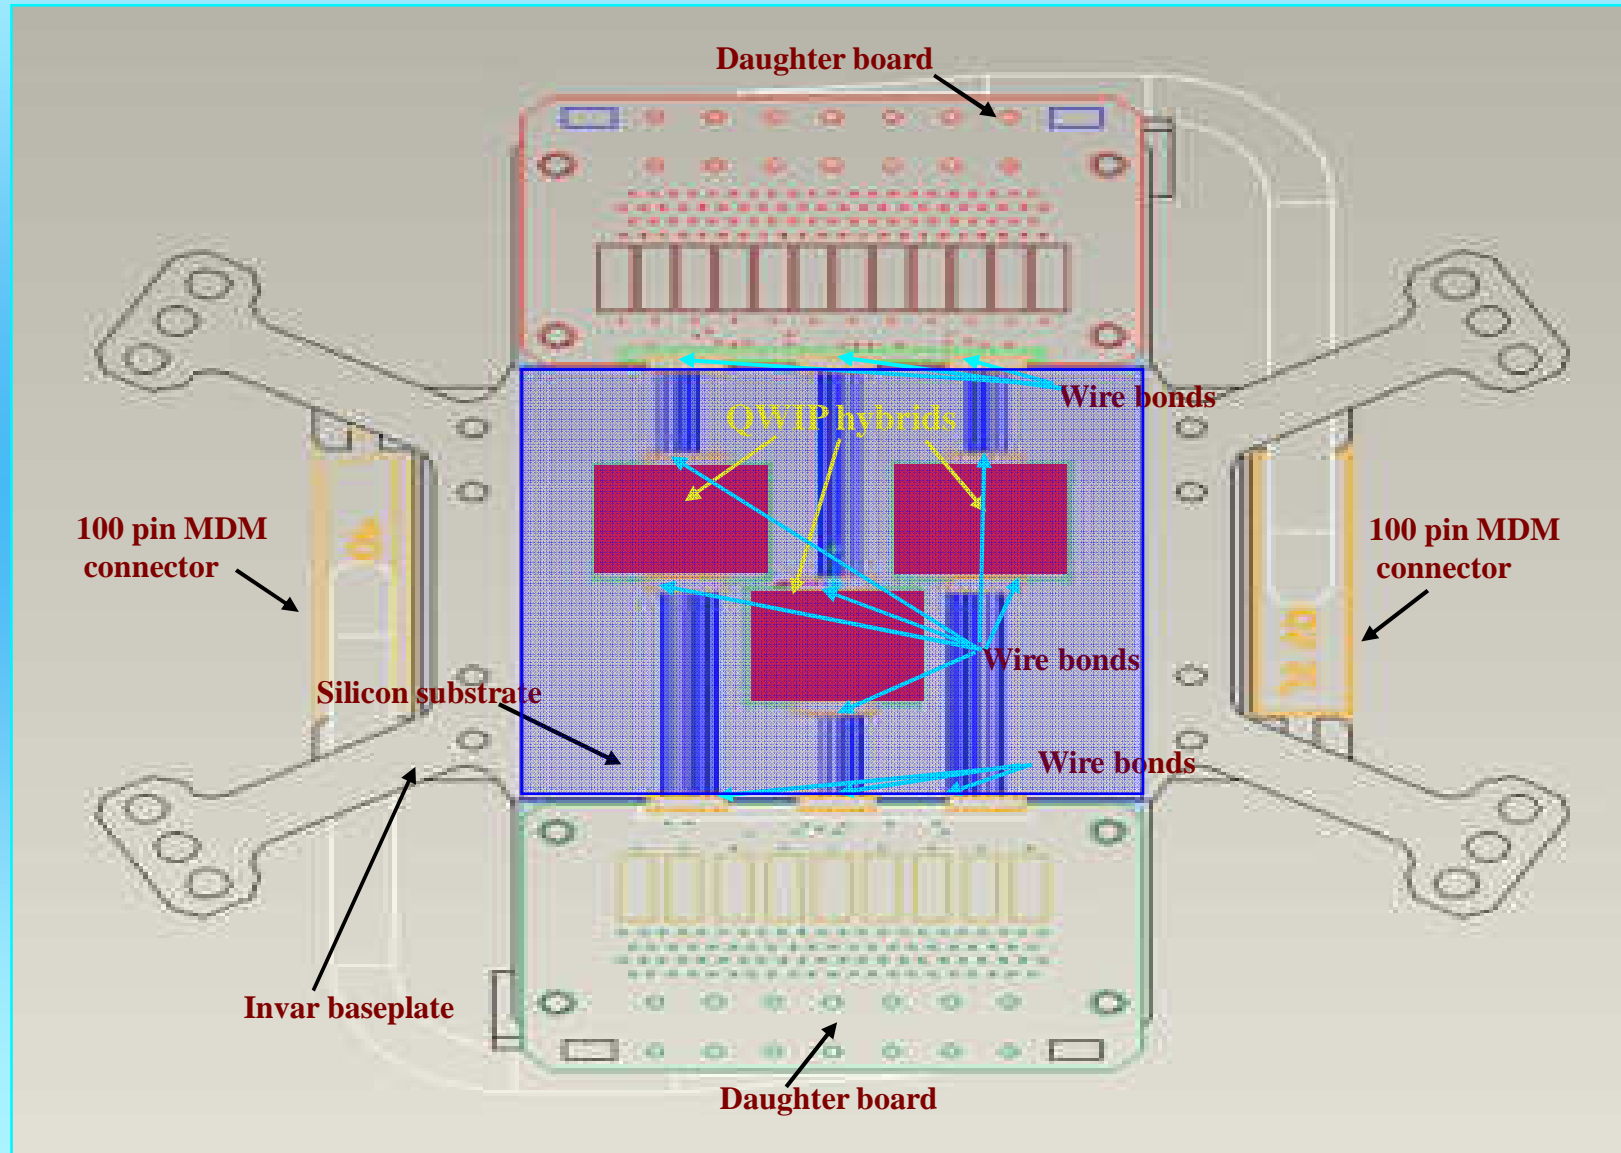 Daughter board
Wire bonds
QWIP hybrids
100 pin MDM
connector
100 pin MDM
connector
Wire bonds
Silicon substrate
Wire bonds
Invar baseplate
Daughter board